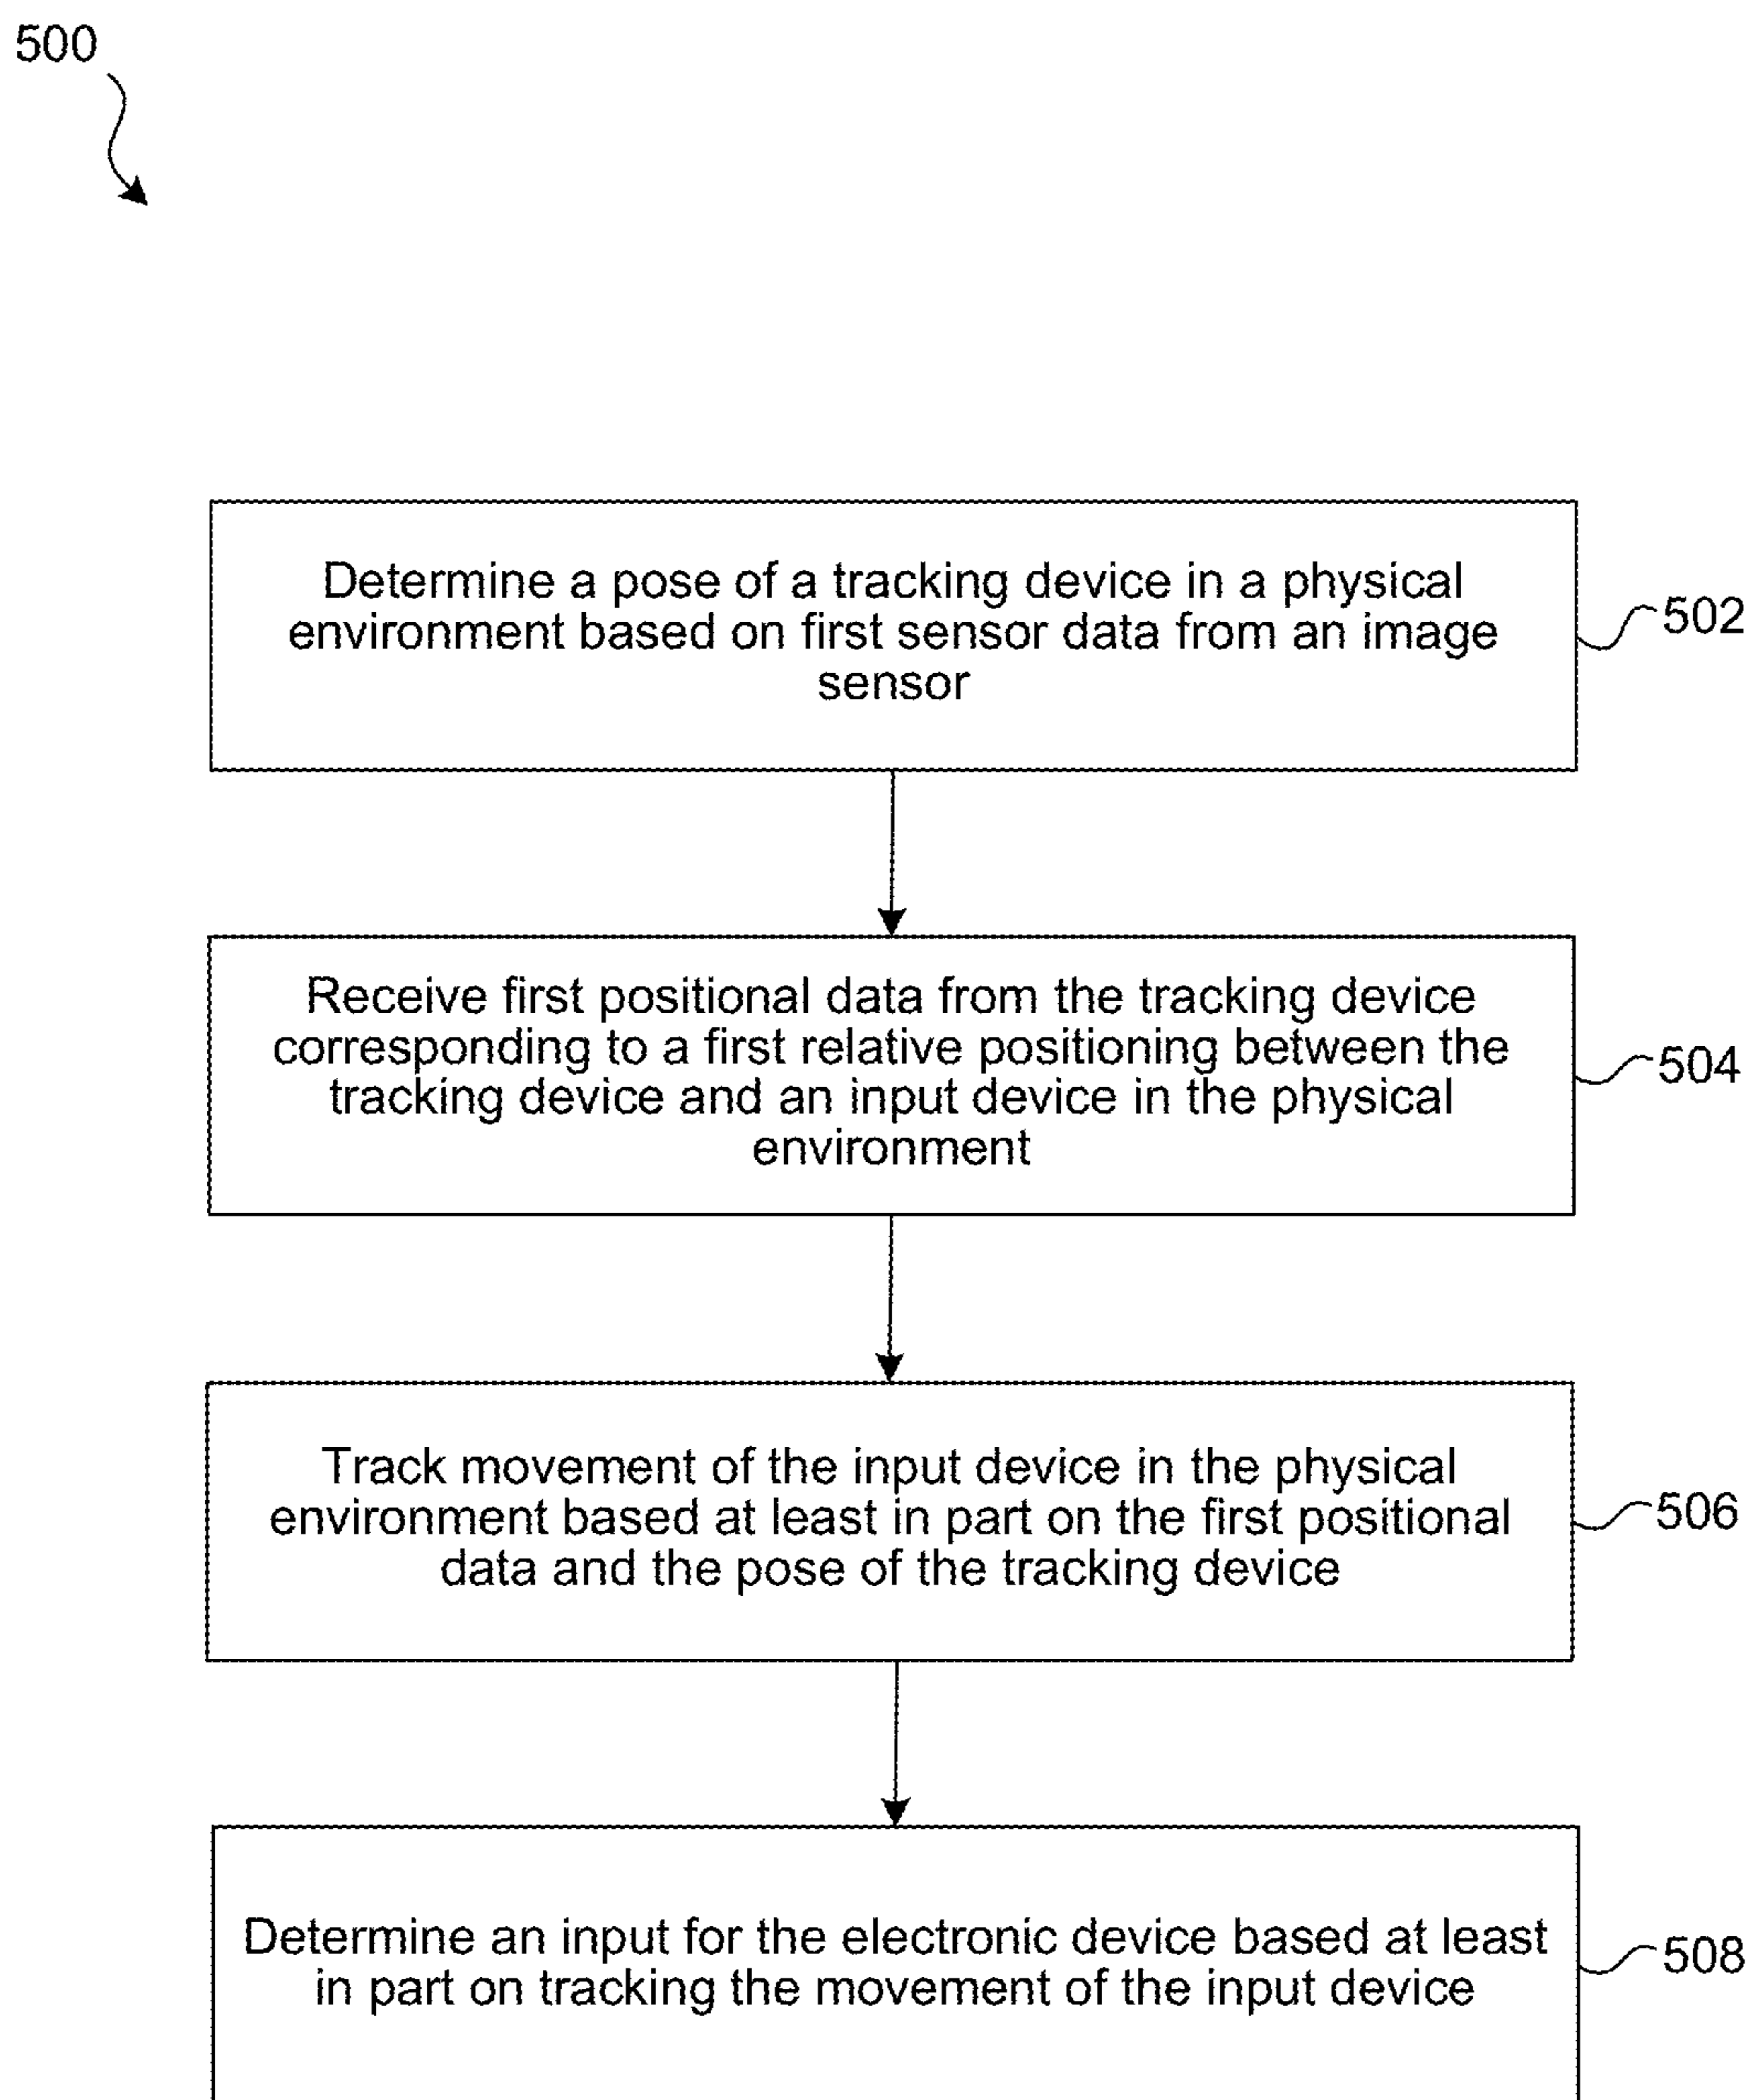 500
Determine a pose of a tracking device in a physical
environment based on first sensor data from an image
sensor
502
Receive first positional data from the tracking device
corresponding to a first relative positioning between the
tracking device and an input device in the physical
environment
504
Track movement of the input device in the physical
environment based at least in part on the first positional
data and the pose of the tracking device
506
Determine an input for the electronic device based at least
in part on tracking the movement of the input device
508